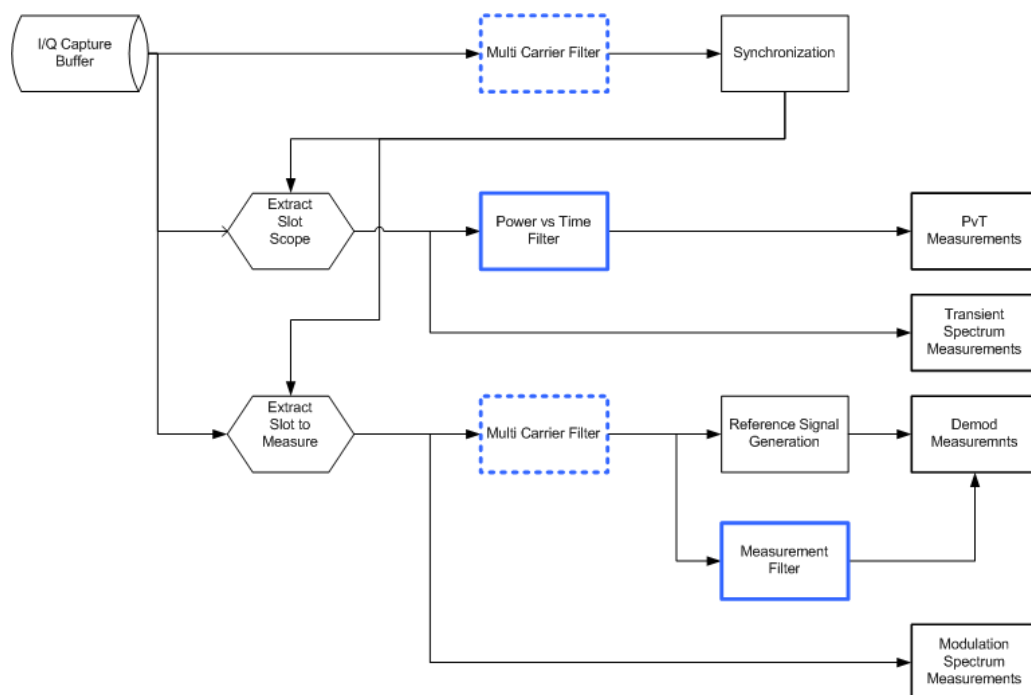 I/Q Capture
Buffer
Multi Carrier Filter
Synchronization
Extract
Slot
Scope
Power vs Time
Filter
PvT
Measurements
Transient
Spectrum
Measurements
Extract
Slot to
Measure
Multi Carrier Filter
Reference Signal
Generation
Demod
Measuremnts
Measurement
Filter
Modulation
Spectrum
Measurements